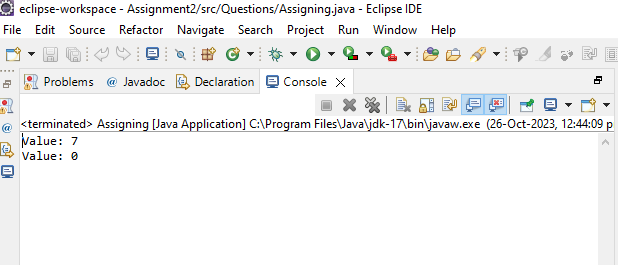 eclipse-workspace - Assignment2/src/Questions/Assigning.java - Eclipse IDE
File Edit Source Refactor Navigate Search Project Run Window Help
Problems @ Javadoc Declaration Console
<terminated> Assigning [Java Application] C:\Program Files\Java\jdk-17\bin\javaw.exe (26-Oct-2023, 12:44:09 p
Value: 7
Value: 0